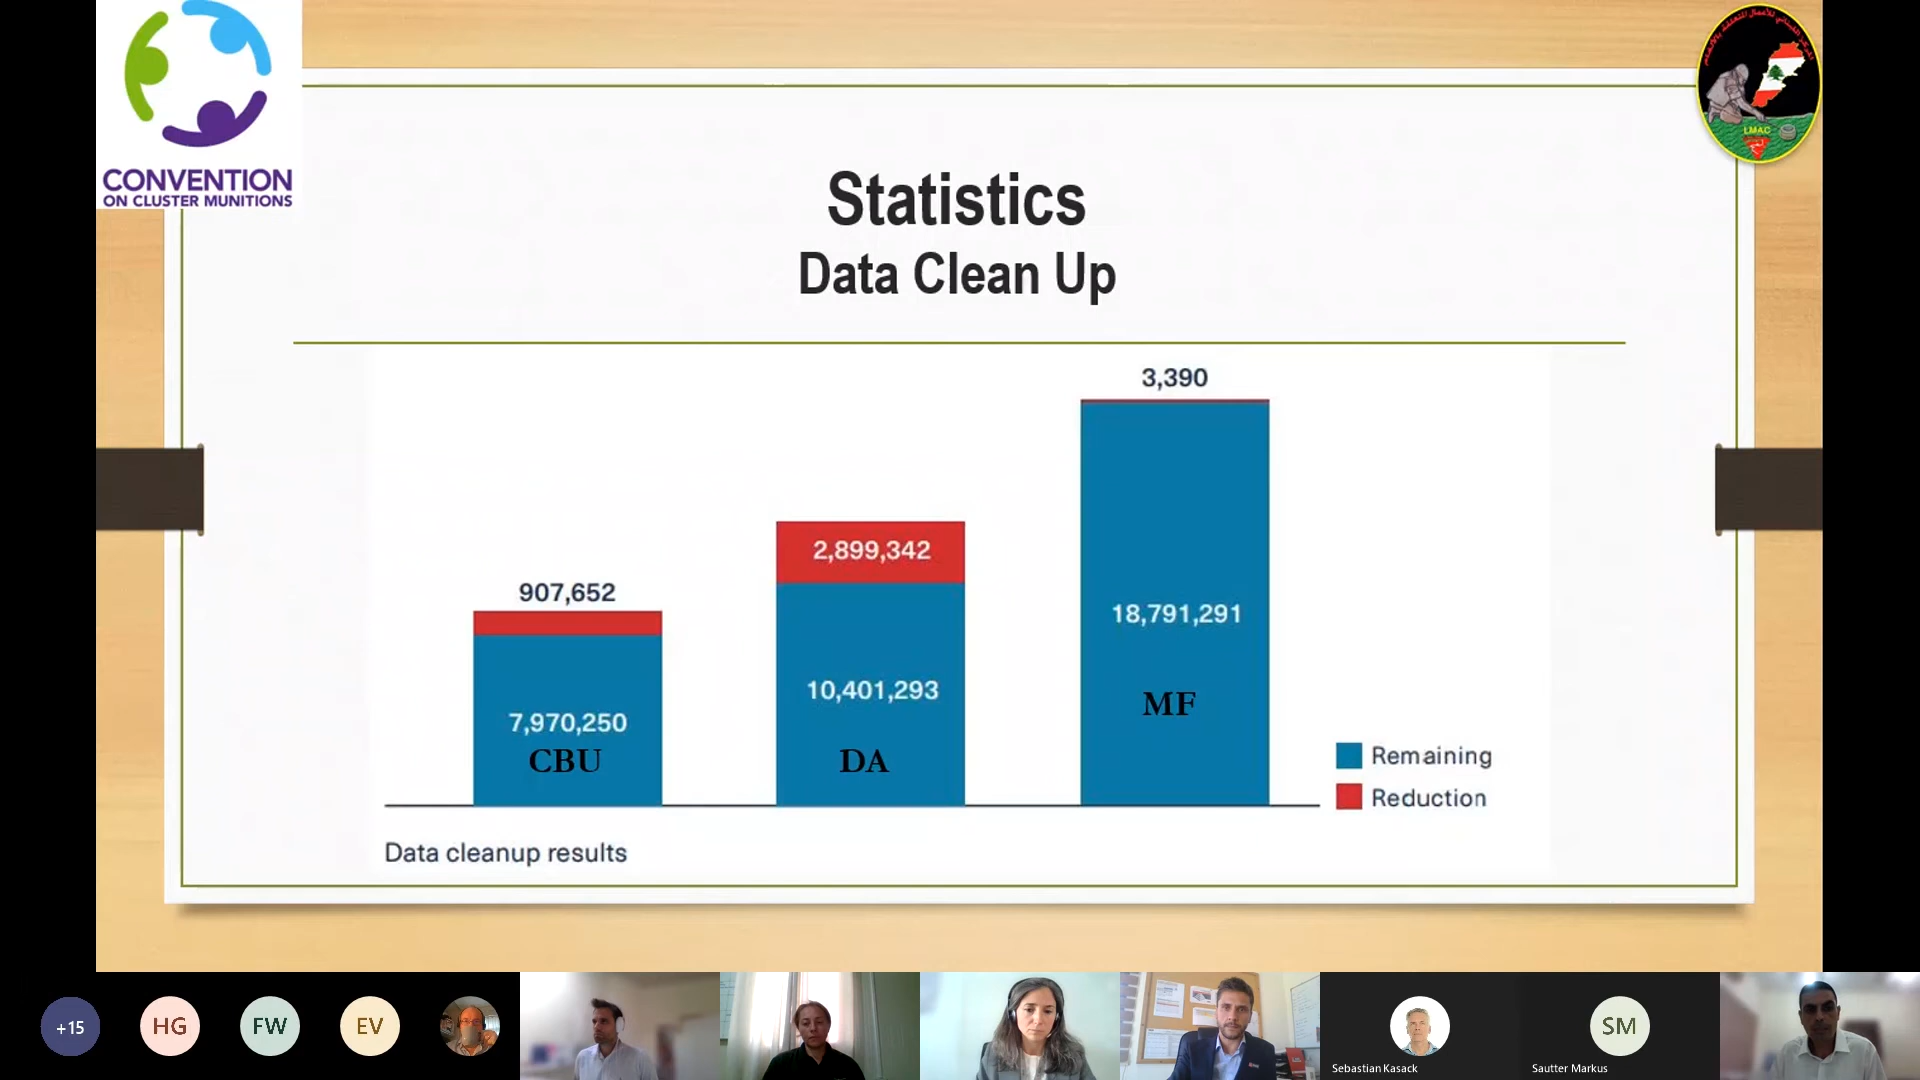 CONVENTION
ON CLUSTER MUNITIONS
LMAC
Statistics
Data Clean Up
3,390
2,899,342
907,652
18,791,291
10,401,293
7,970,250
MF
CBU
DA
Remaining
Reduction
Data cleanup results
+15
HG
FW
EV
SM
Sebastian Kasack
Sautter Markus